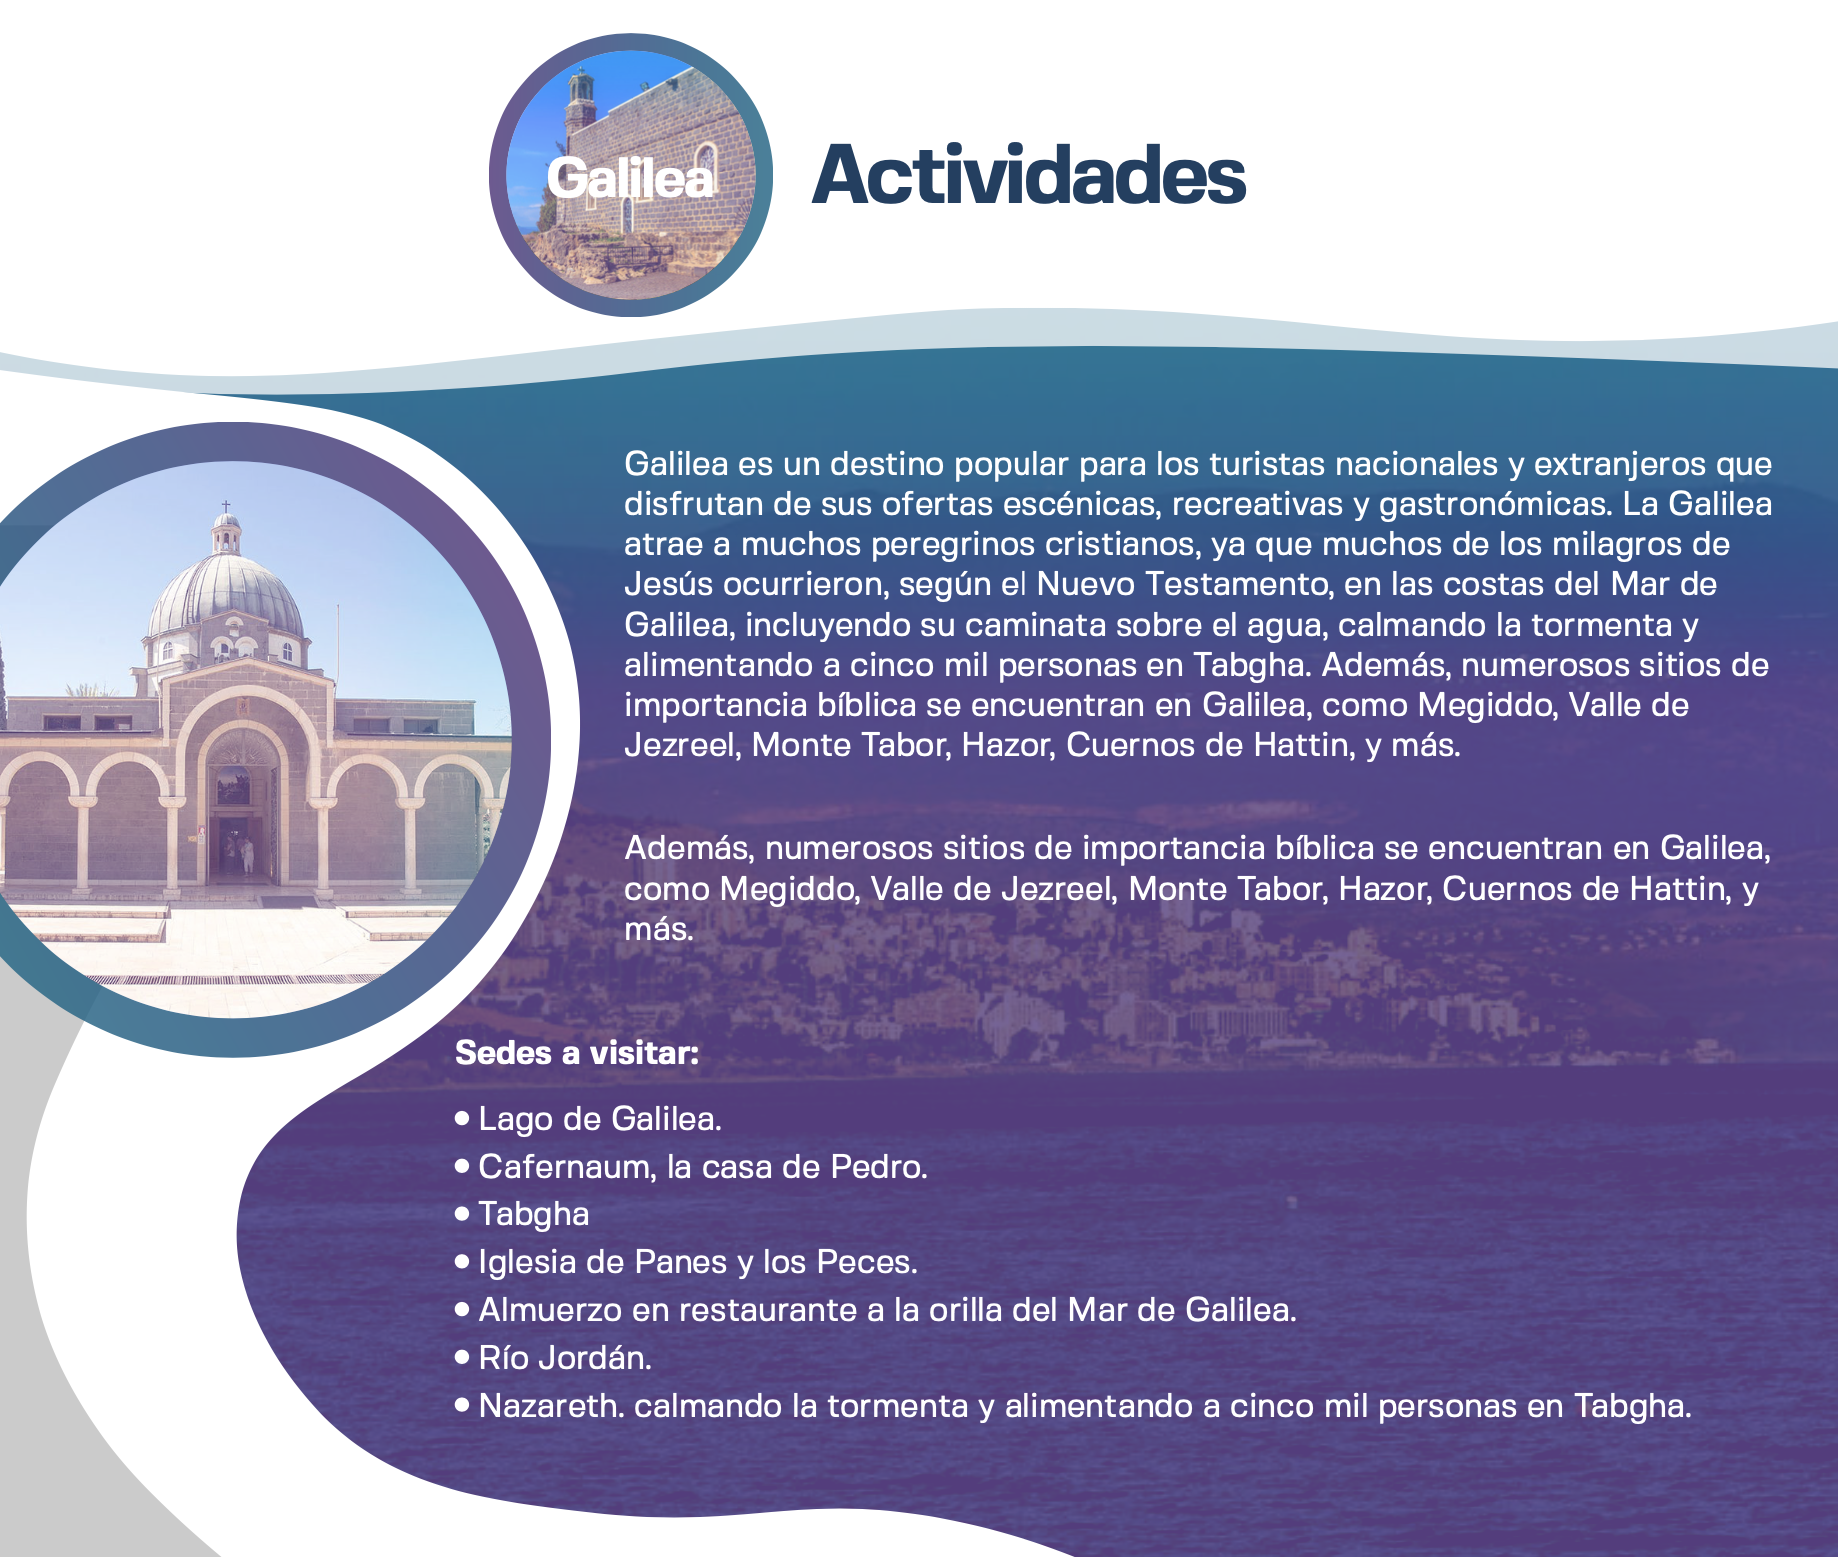 Galilea
Actividades
Galilea es un destino popular para los turistas nacionales y extranjeros que
disfrutan de sus ofertas escénicas, recreativas y gastronómicas. La Galilea
atrae a muchos peregrinos cristianos, ya que muchos de los milagros de
Jesús ocurrieron, según el Nuevo Testamento, en las costas del Mar de
Galilea, incluyendo su caminata sobre el agua, calmando la tormenta y
alimentando a cinco mil personas en Tabgha. Además, numerosos sitios de
importancia bíblica se encuentran en Galilea, como Megiddo, Valle de
Jezreel, Monte Tabor, Hazor, Cuernos de Hattin, y más.
Además, numerosos sitios de importancia bíblica se encuentran en Galilea,
como Megiddo, Valle de Jezreel, Monte Tabor, Hazor, Cuernos de Hattin, y
más.
Sedes a visitar:
• Lago de Galilea.
• Cafernaum, la casa de Pedro.
• Tabgha
• Iglesia de Panes y los Peces.
• Almuerzo en restaurante a la orilla del Mar de Galilea.
• Río Jordán.
• Nazareth. calmando la tormenta y alimentando a cinco mil personas en Tabgha.